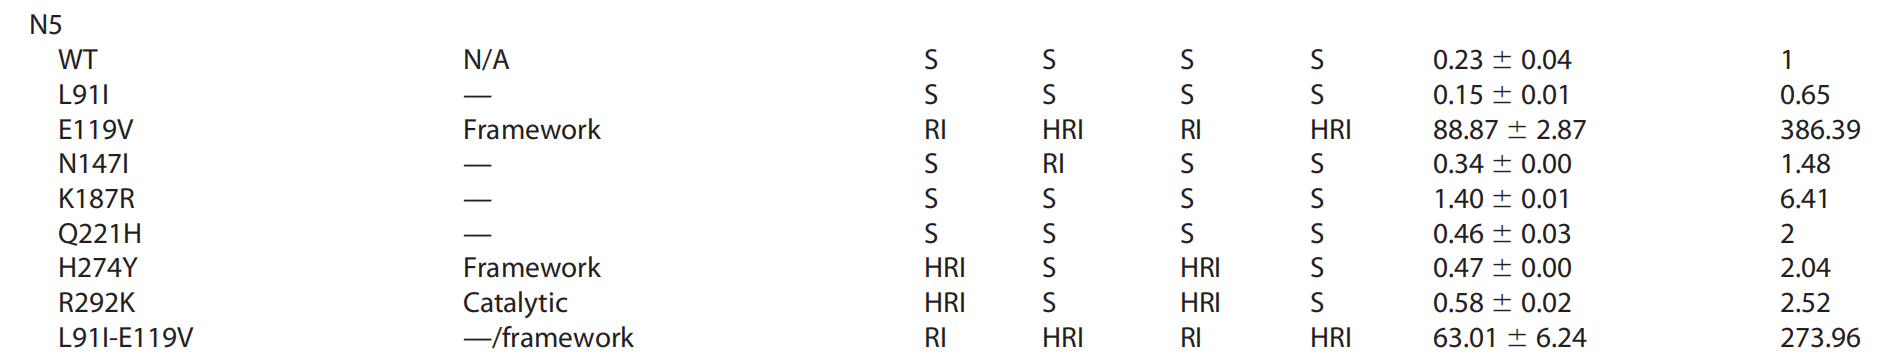 N5
WT N/A S S S S 0.23 ± 0.04 1
L91I — S S S S 0.15 ± 0.01 0.65
E119V Framework RI HRI RI HRI 88.87 ± 2.87 386.39
N147I — S RI S S 0.34 ± 0.00 1.48
K187R — S S S S 1.40 ± 0.01 6.41
Q221H — S S S S 0.46 ± 0.03 2
H274Y Framework HRI S HRI S 0.47 ± 0.00 2.04
R292K Catalytic HRI S HRI S 0.58 ± 0.02 2.52
L91I-E119V —/framework RI HRI RI HRI 63.01 ± 6.24 273.96